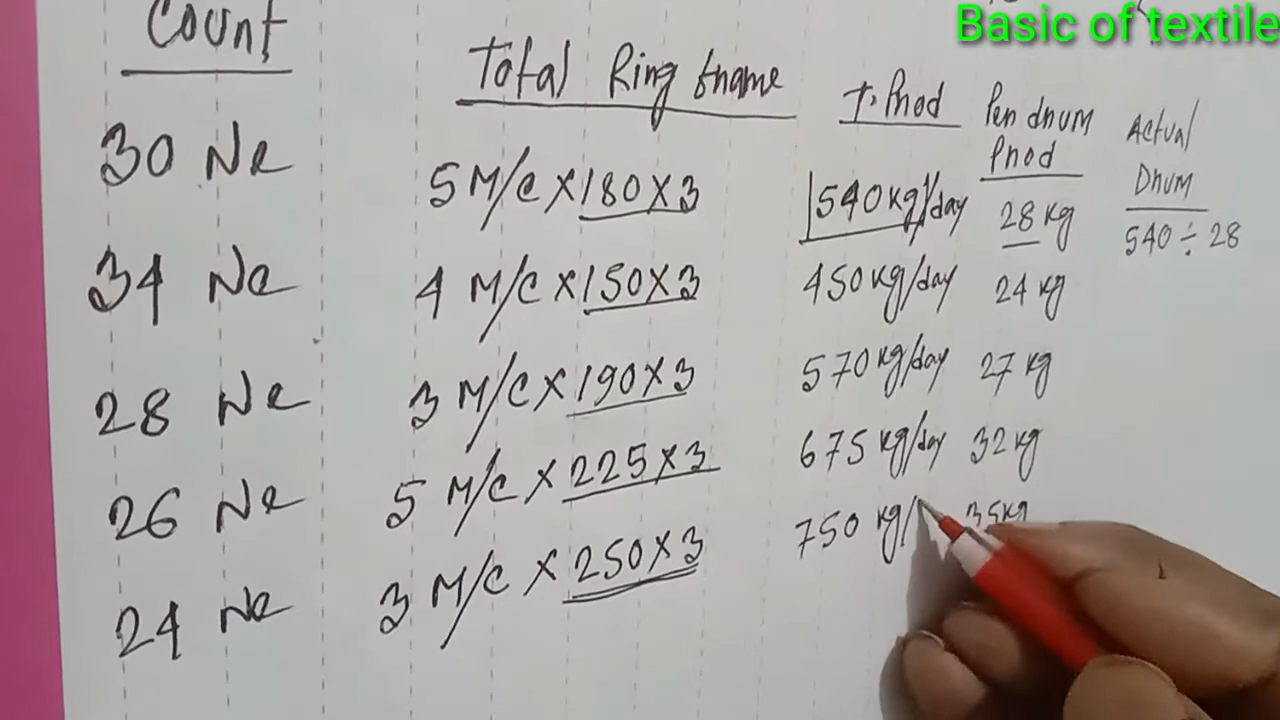 Basic of textile
Count
Total Ring frame
T. Prod
Per drum Prod
Actual Drum
30 Ne 5 M/C × 180 × 3 540 kg/day 28 kg 540 ÷ 28
34 Ne 4 M/C × 150 × 3 450 kg/day 24 kg
28 Ne 3 M/C × 190 × 3 570 kg/day 27 kg
26 Ne 5 M/C × 225 × 3 675 kg/day 32 kg
24 Ne 3 M/C × 250 × 3 750 kg/ 35 kg